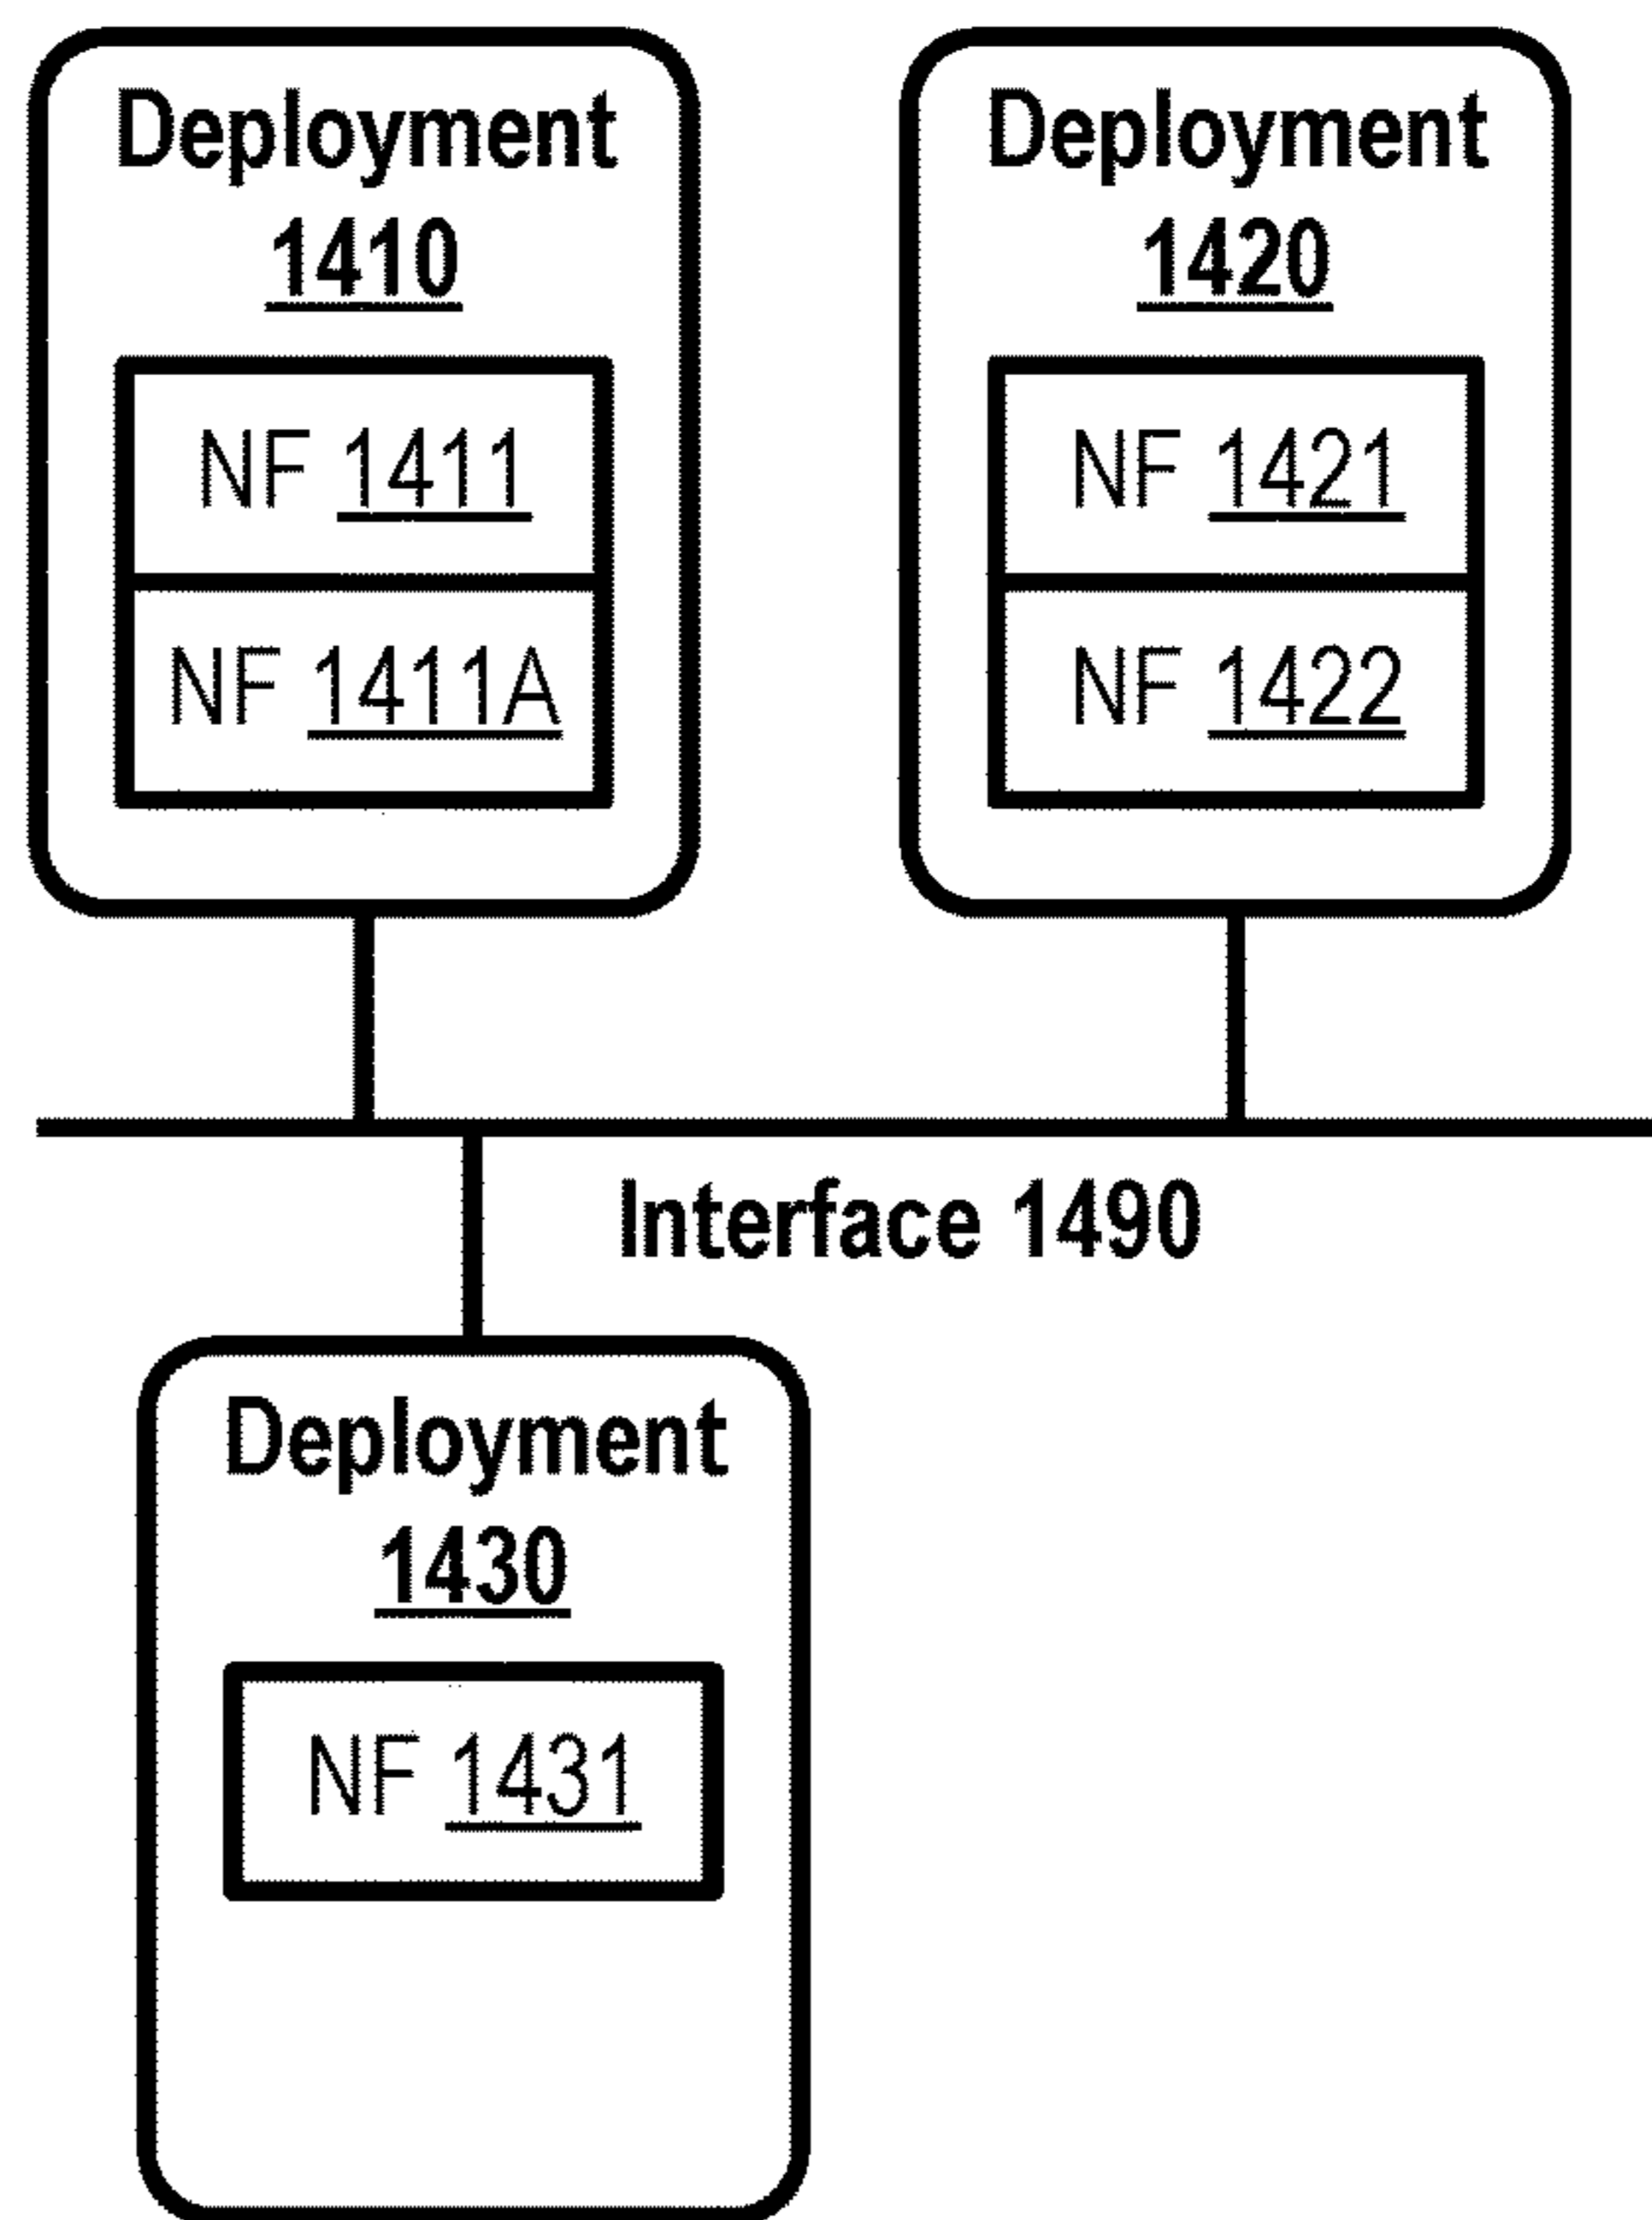 Deployment
1410
NF 1411
NF 1411A
Deployment
1420
NF 1421
NF 1422
Interface 1490
Deployment
1430
NF 1431